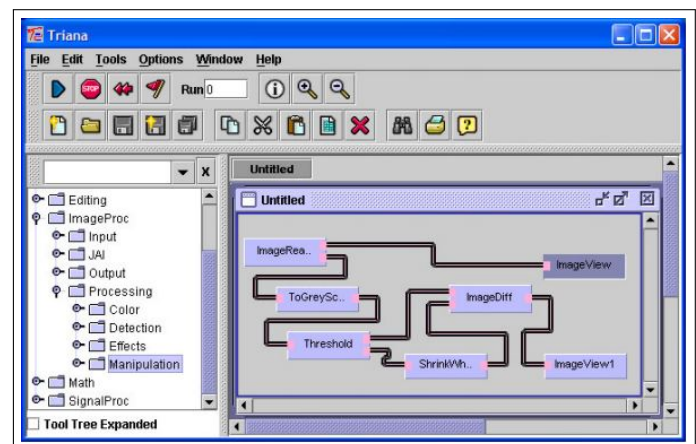 Triana
File Edit Tools Options Window Help
STOP Run 0
Untitled
X
Untitled
Editing
ImageProc
Input
JAI
Output
Processing
Color
Detection
Effects
Manipulation
Math
SignalProc
Tool Tree Expanded
ImageRea..
ImageView
ToGreySc..
ImageDiff
Threshold
ShrinkWh..
ImageView1